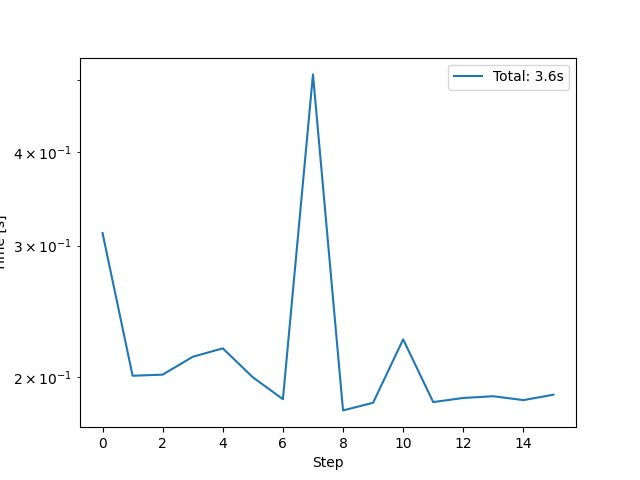 Total: 3.6s
4 × 10⁻¹
3 × 10⁻¹
2 × 10⁻¹
Time [s]
0 2 4 6 8 10 12 14
Step